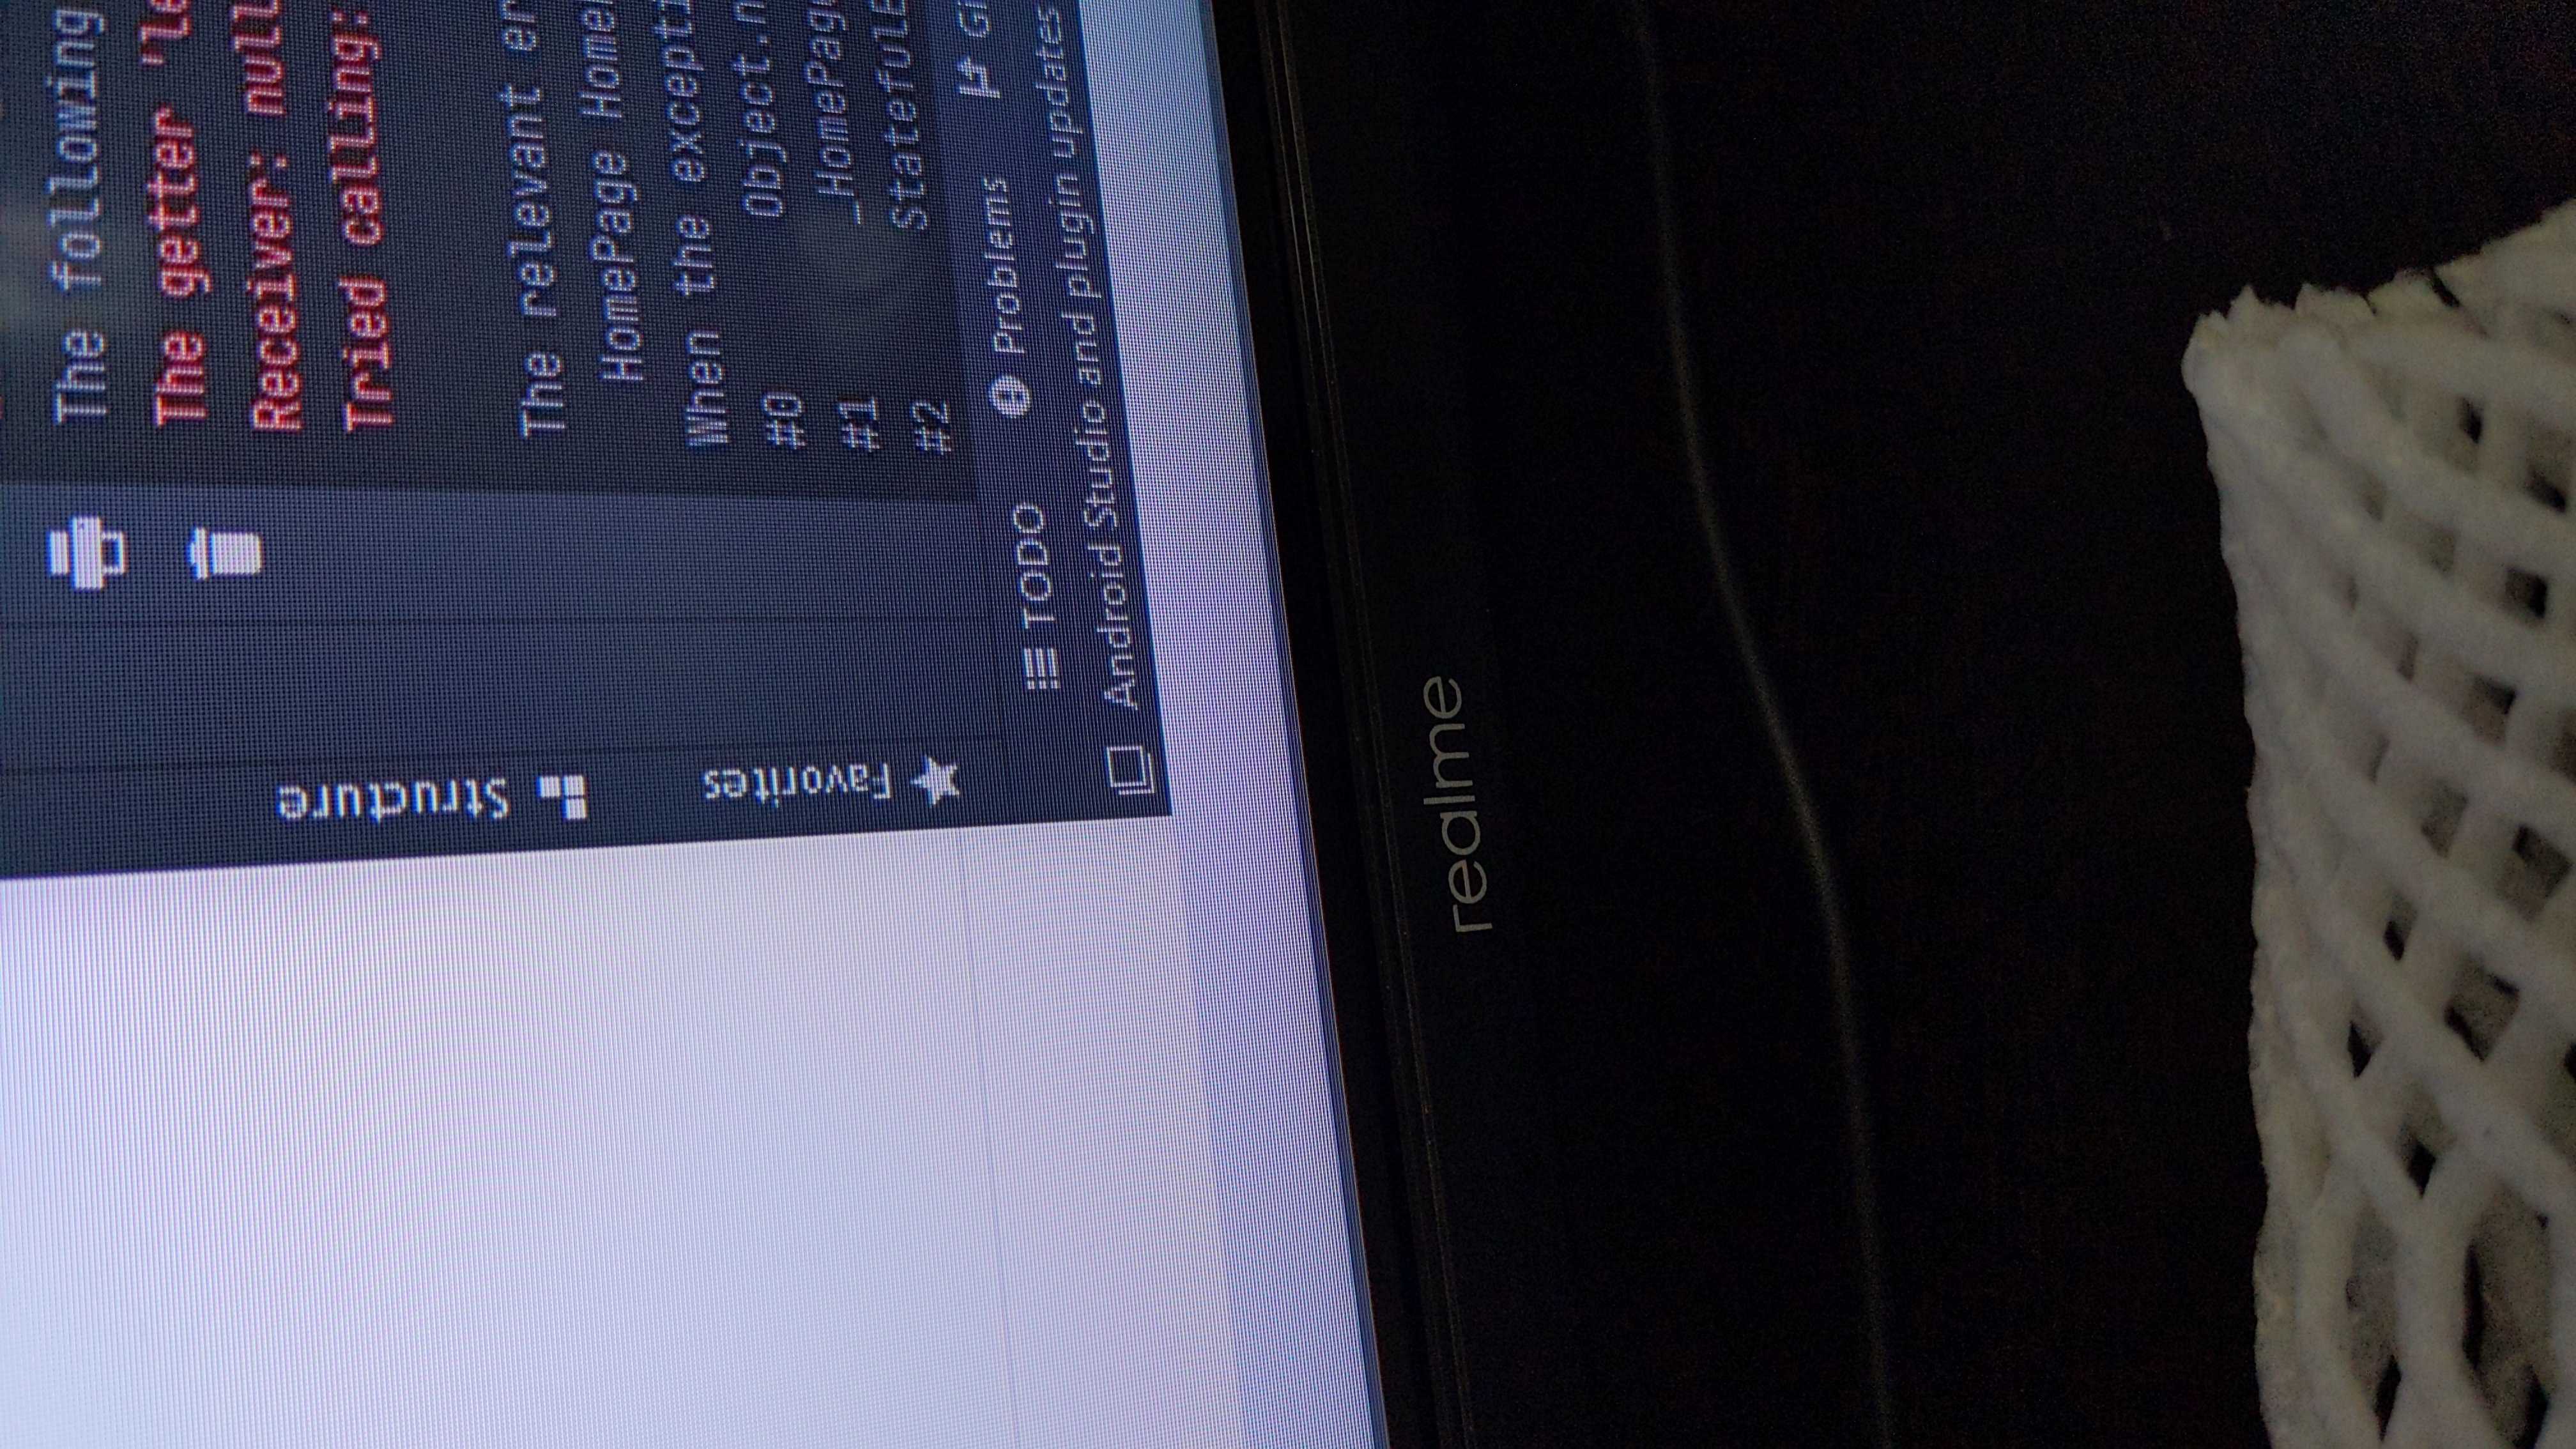 The following
The getter 'le
Receiver: null
Tried calling:
The relevant er
HomePage Home
When the excepti
#0 Object.n
#1 _HomePage
#2 Stateful
Structure
Favorites
TODO Problems Gi
Android Studio and plugin updates
realme